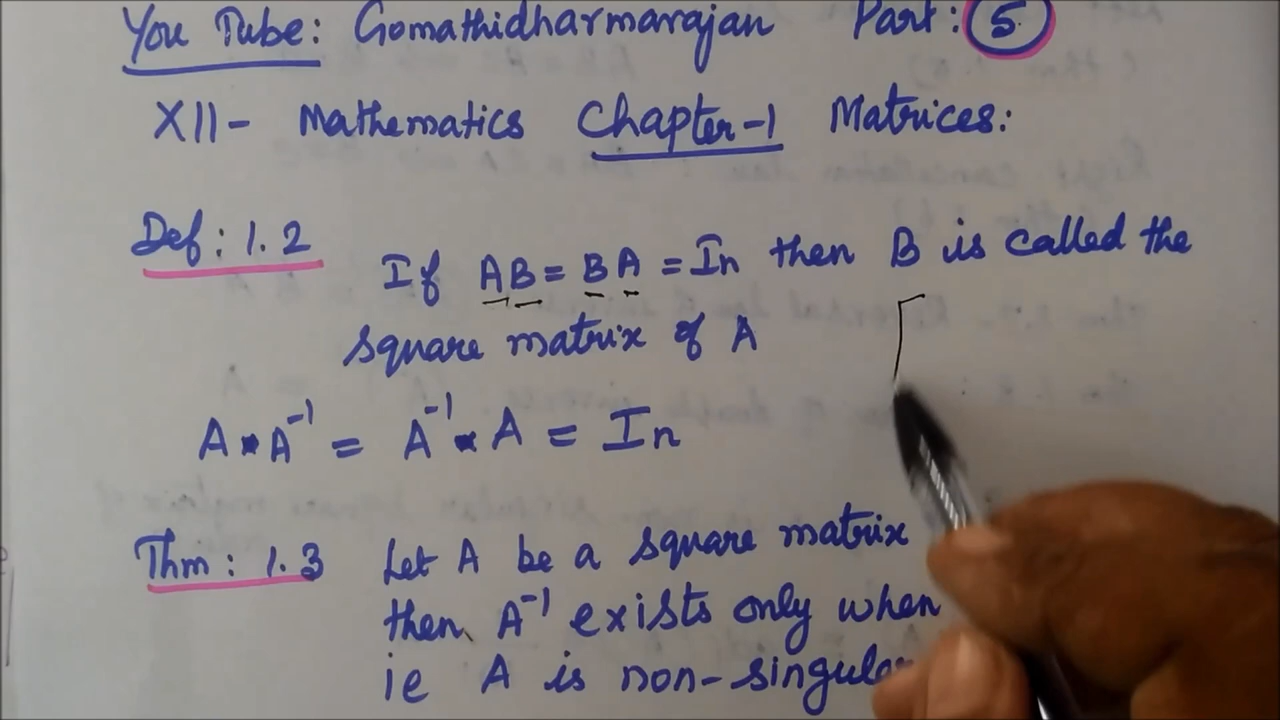 You Tube: Gomathidharmarajan Part: 5
XII - Mathematics Chapter-1 Matrices:
Def: 1.2 If AB = BA = In then B is called the
square matrix of A
A * A⁻¹ = A⁻¹ * A = In
Thm: 1.3 Let A be a square matrix
then A⁻¹ exists only when
ie A is non-singular